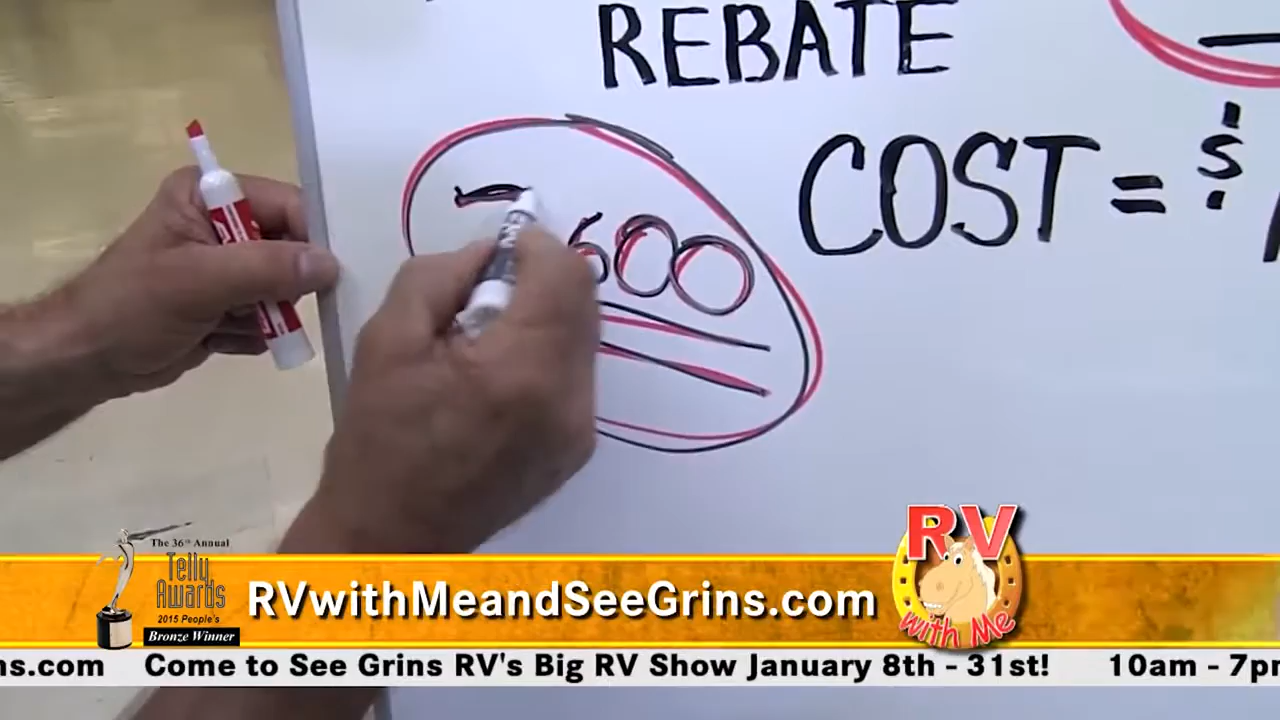 REBATE
COST = $
600
The 36th Annual
Telly
Awards
2015 People's
Bronze Winner
RVwithMeandSeeGrins.com
RV
with Me
ns.com Come to See Grins RV's Big RV Show January 8th - 31st! 10am - 7pm